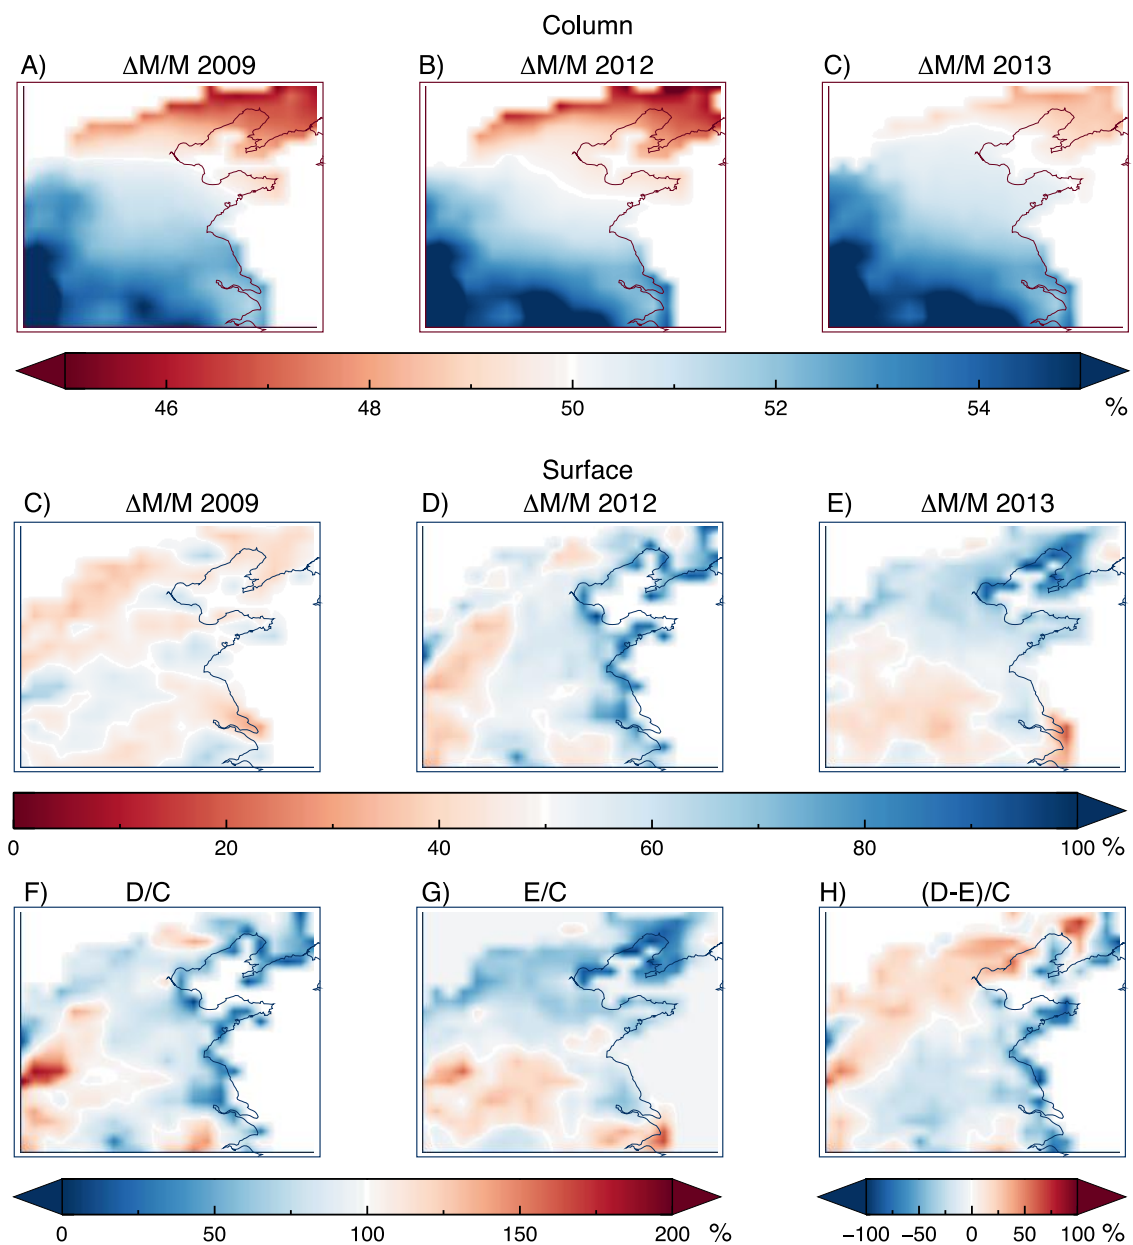 Column
A) ΔM/M 2009 B) ΔM/M 2012 C) ΔM/M 2013
46 48 50 52 54 %
Surface
C) ΔM/M 2009 D) ΔM/M 2012 E) ΔM/M 2013
0 20 40 60 80 100 %
F) D/C G) E/C H) (D-E)/C
0 50 100 150 200 % −100 −50 0 50 100 %